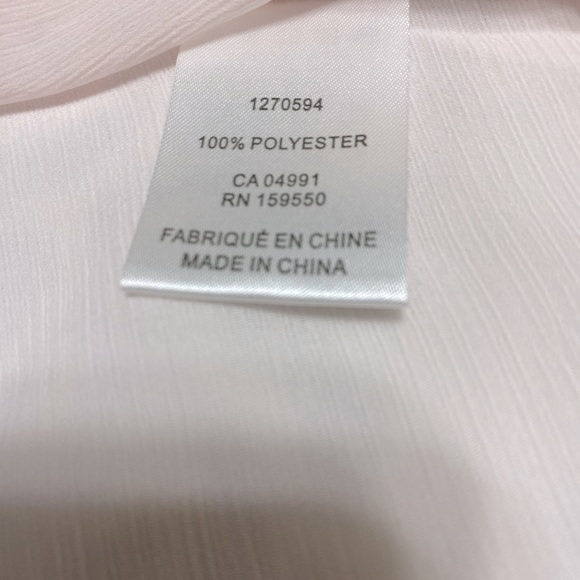 1270594
100% POLYESTER
CA 04991
RN 159550
FABRIQUÉ EN CHINE
MADE IN CHINA